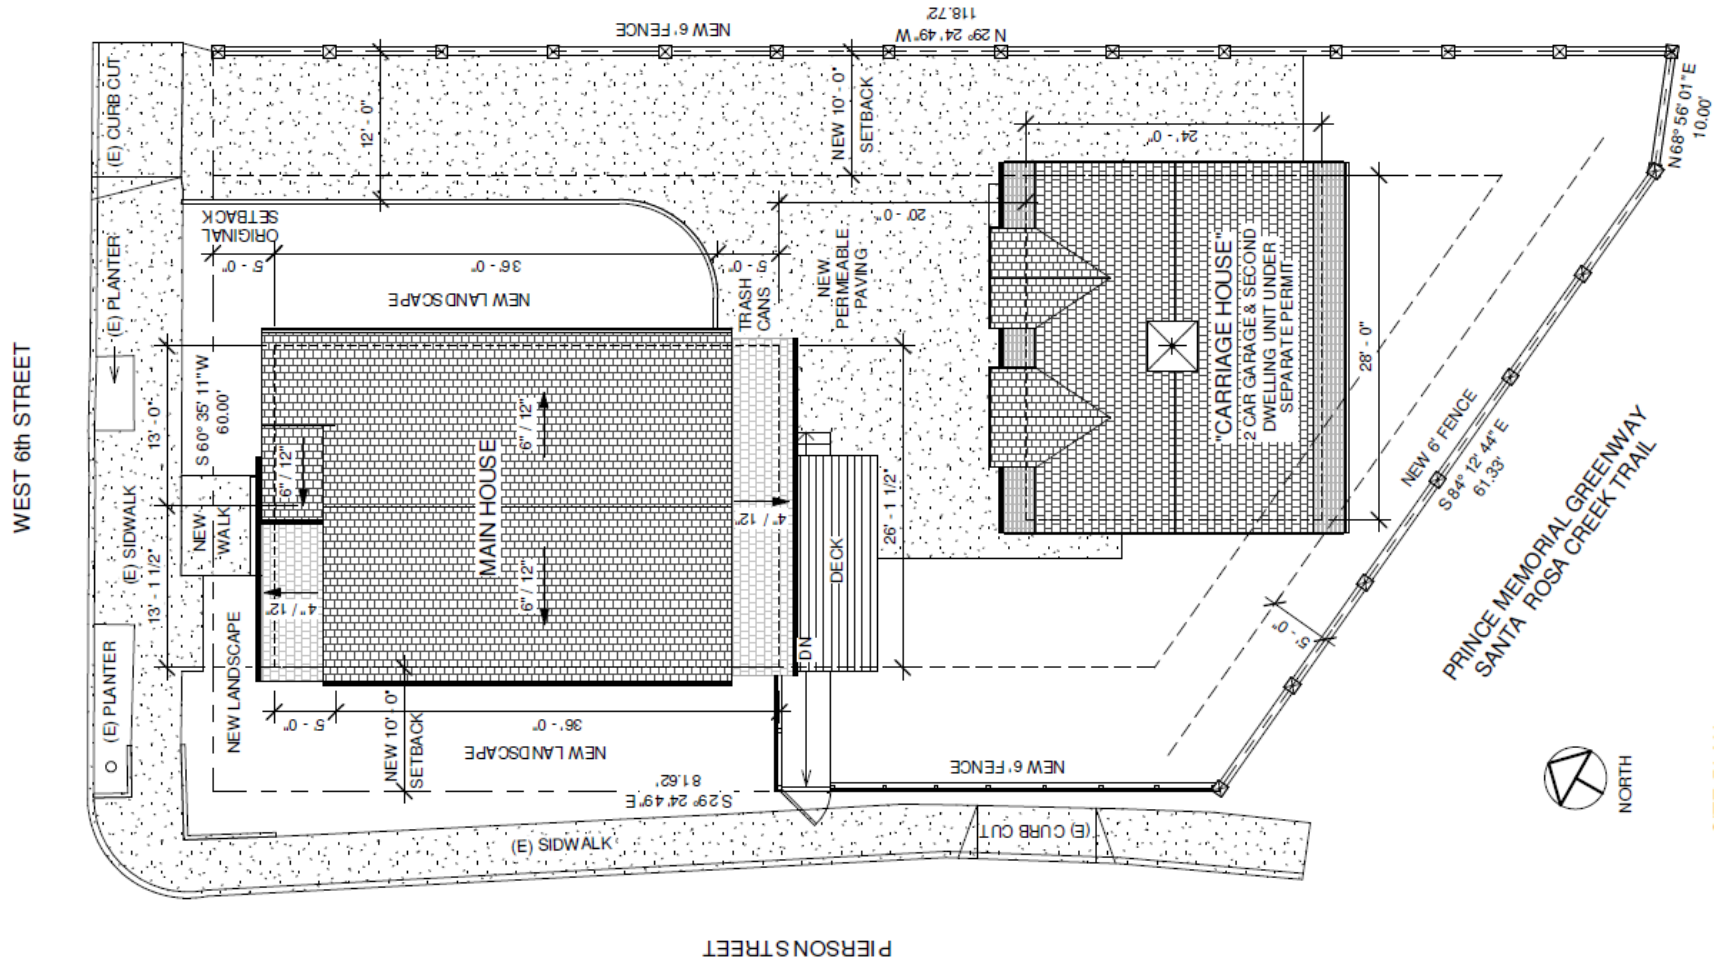 NEW 6' FENCE
N 29° 24' 49" W
118.72'
(E) CURB CUT
12' - 0"
NEW 10' - 0"
SETBACK
24' - 0"
N 68° 56' 01" E
10.00'
ORIGINAL
SETBACK
(E) PLANTER
5' - 0"
36' - 0"
5' - 0"
20' - 0"
NEW LANDSCAPE
TRASH
CANS
NEW
PERMEABLE
PAVING
"CARRIAGE HOUSE"
2 CAR GARAGE & SECOND
DWELLING UNIT UNDER
SEPARATE PERMIT
28' - 0"
WEST 6th STREET
13' - 0"
S 60° 35' 11" W
60.00'
6" / 12"
MAIN HOUSE
6" / 12"
(E) SIDWALK
NEW
WALK
4" / 12"
26' - 1 1/2"
NEW 6' FENCE
S 84° 12' 44" E
61.33'
PRINCE MEMORIAL GREENWAY
SANTA ROSA CREEK TRAIL
13' - 1 1/2"
4" / 12"
6" / 12"
DECK
5' - 0"
DN
(E) PLANTER
NEW LANDSCAPE
5' - 0"
36' - 0"
NEW 10' - 0"
SETBACK
NEW LANDSCAPE
S 29° 24' 49" E
81.62'
NEW 6' FENCE
NORTH
(E) SIDWALK
(E) CURB CUT
PIERSON STREET